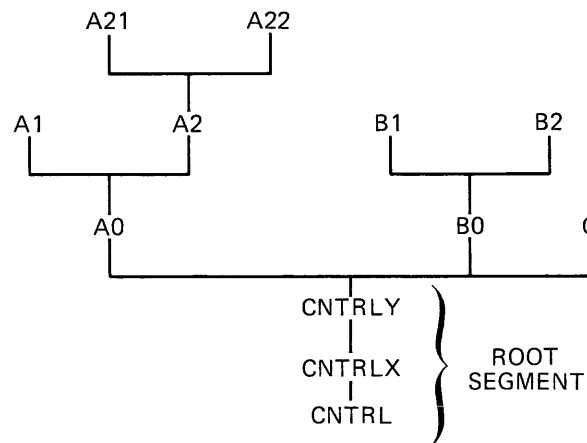 A21 A22
A1 A2 B1 B2
A0 B0
CNTRLY
CNTRLX
CNTRL
ROOT
SEGMENT